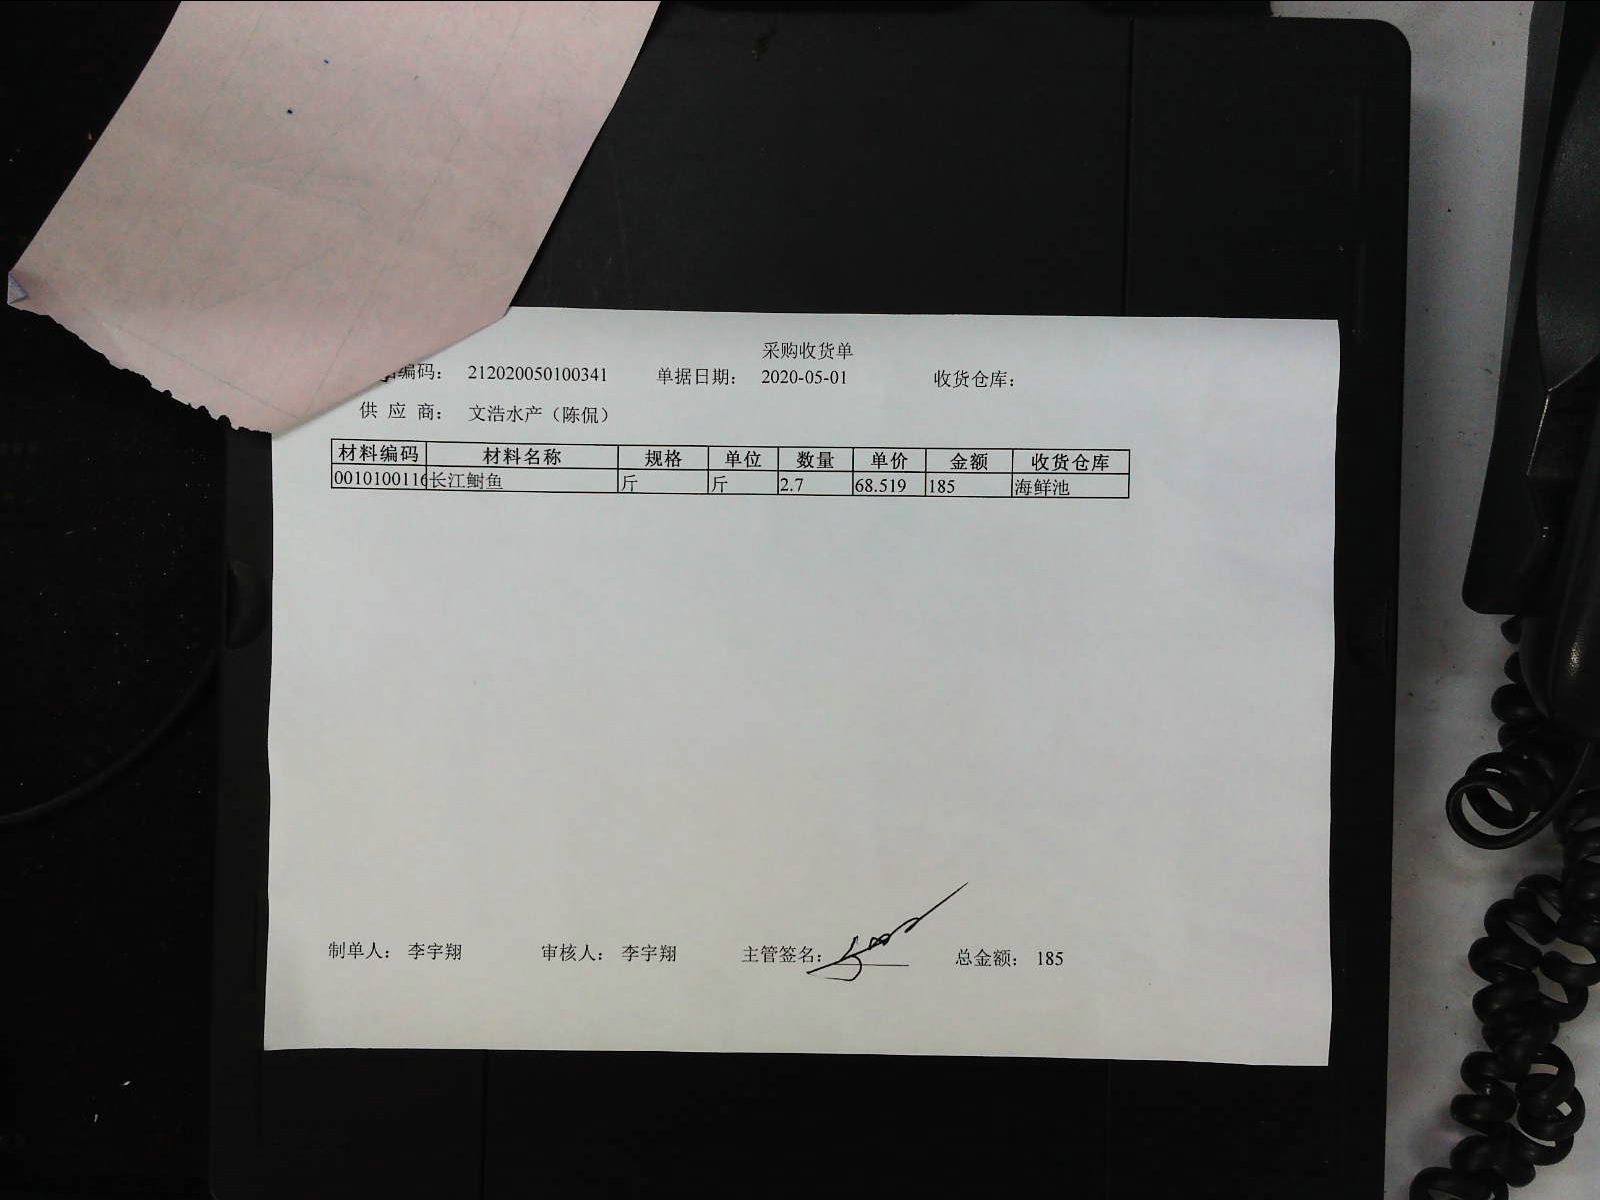 采购收货单
编码： 212020050100341 单据日期： 2020-05-01 收货仓库：
供 应 商： 文浩水产（陈侃）
材料编码 材料名称 规格 单位 数量 单价 金额 收货仓库
0010100116 长江鲥鱼 斤 斤 2.7 68.519 185 海鲜池
制单人： 李宇翔 审核人： 李宇翔 主管签名： 总金额： 185